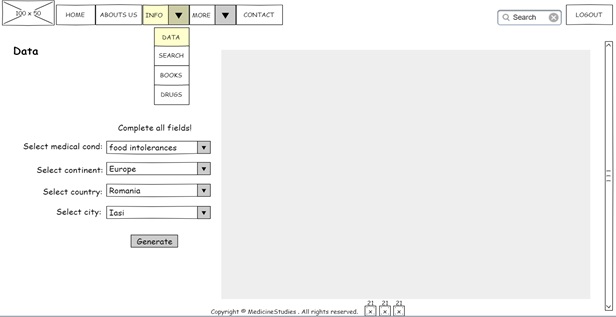 100 x 50 HOME ABOUTS US INFO ▼ MORE ▼ CONTACT Search LOGOUT
DATA
Data
SEARCH
BOOKS
DRUGS
Complete all fields!
Select medical cond: food intolerances
Select continent: Europe
Select country: Romania
Select city: Iasi
Generate
21 21 21
Copyright © MedicineStudies . All rights reserved. x x x